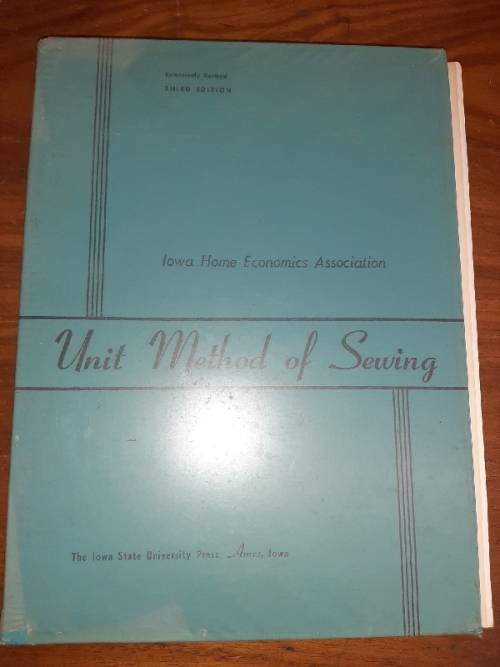 Extensively Revised
THIRD EDITION
Iowa Home Economics Association
Unit Method of Sewing
The Iowa State University Press, Ames, Iowa